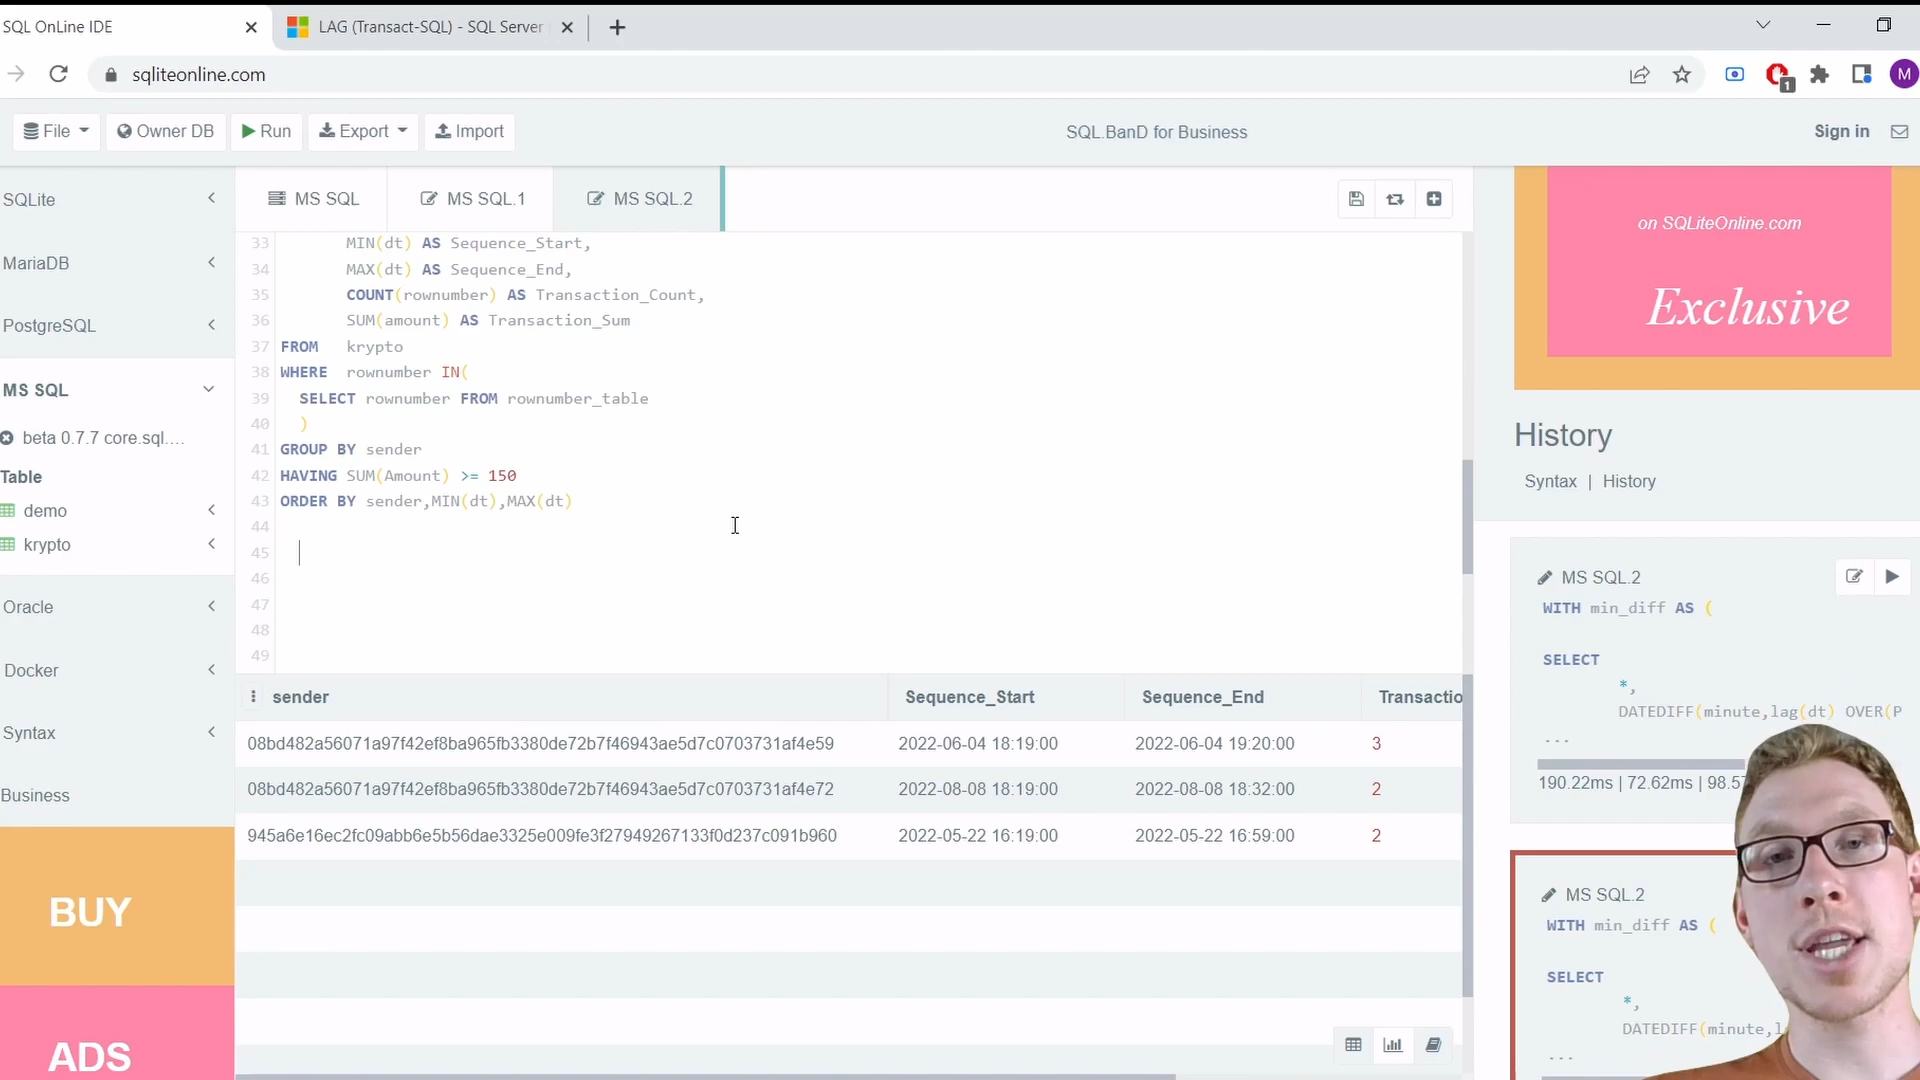 SQL OnLine IDE
LAG (Transact-SQL) - SQL Server
sqliteonline.com
1
M
File
Owner DB
Run
Export
Import
SQL.BanD for Business
Sign in
SQLite
MariaDB
PostgreSQL
MS SQL
beta 0.7.7 core.sql....
Table
demo
krypto
Oracle
Docker
Syntax
Business
BUY
ADS
MS SQL
MS SQL.1
MS SQL.2
33 MIN(dt) AS Sequence_Start,
34 MAX(dt) AS Sequence_End,
35 COUNT(rownumber) AS Transaction_Count,
36 SUM(amount) AS Transaction_Sum
37 FROM krypto
38 WHERE rownumber IN(
39 SELECT rownumber FROM rownumber_table
40 )
41 GROUP BY sender
42 HAVING SUM(Amount) >= 150
43 ORDER BY sender,MIN(dt),MAX(dt)
44
45
46
47
48
49
sender Sequence_Start Sequence_End Transactio
08bd482a56071a97f42ef8ba965fb3380de72b7f46943ae5d7c0703731af4e59 2022-06-04 18:19:00 2022-06-04 19:20:00 3
08bd482a56071a97f42ef8ba965fb3380de72b7f46943ae5d7c0703731af4e72 2022-08-08 18:19:00 2022-08-08 18:32:00 2
945a6e16ec2fc09abb6e5b56dae3325e009fe3f27949267133f0d237c091b960 2022-05-22 16:19:00 2022-05-22 16:59:00 2
on SQLiteOnline.com
Exclusive
History
Syntax | History
MS SQL.2
WITH min_diff AS (
SELECT
*,
DATEDIFF(minute,lag(dt) OVER(P
...
190.22ms | 72.62ms | 98.5
MS SQL.2
WITH min_diff AS (
SELECT
*,
DATEDIFF(minute,l
...